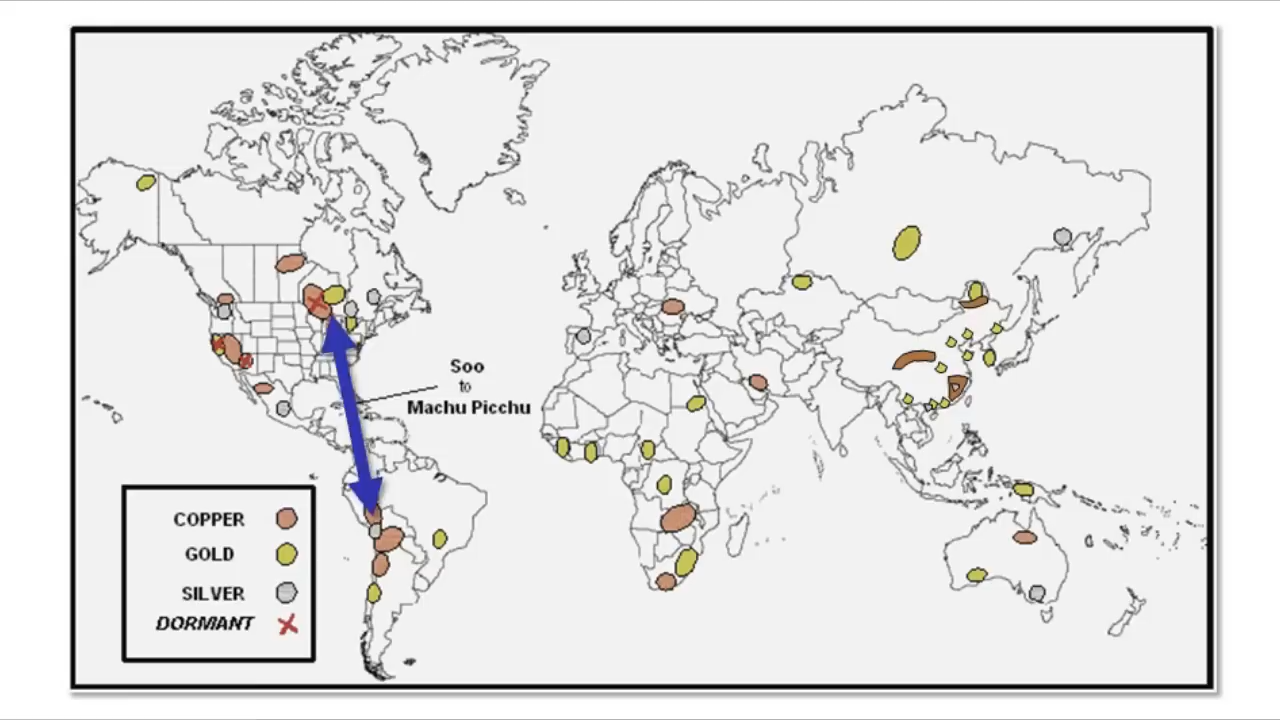 Soo
to
Machu Picchu
COPPER
GOLD
SILVER
DORMANT